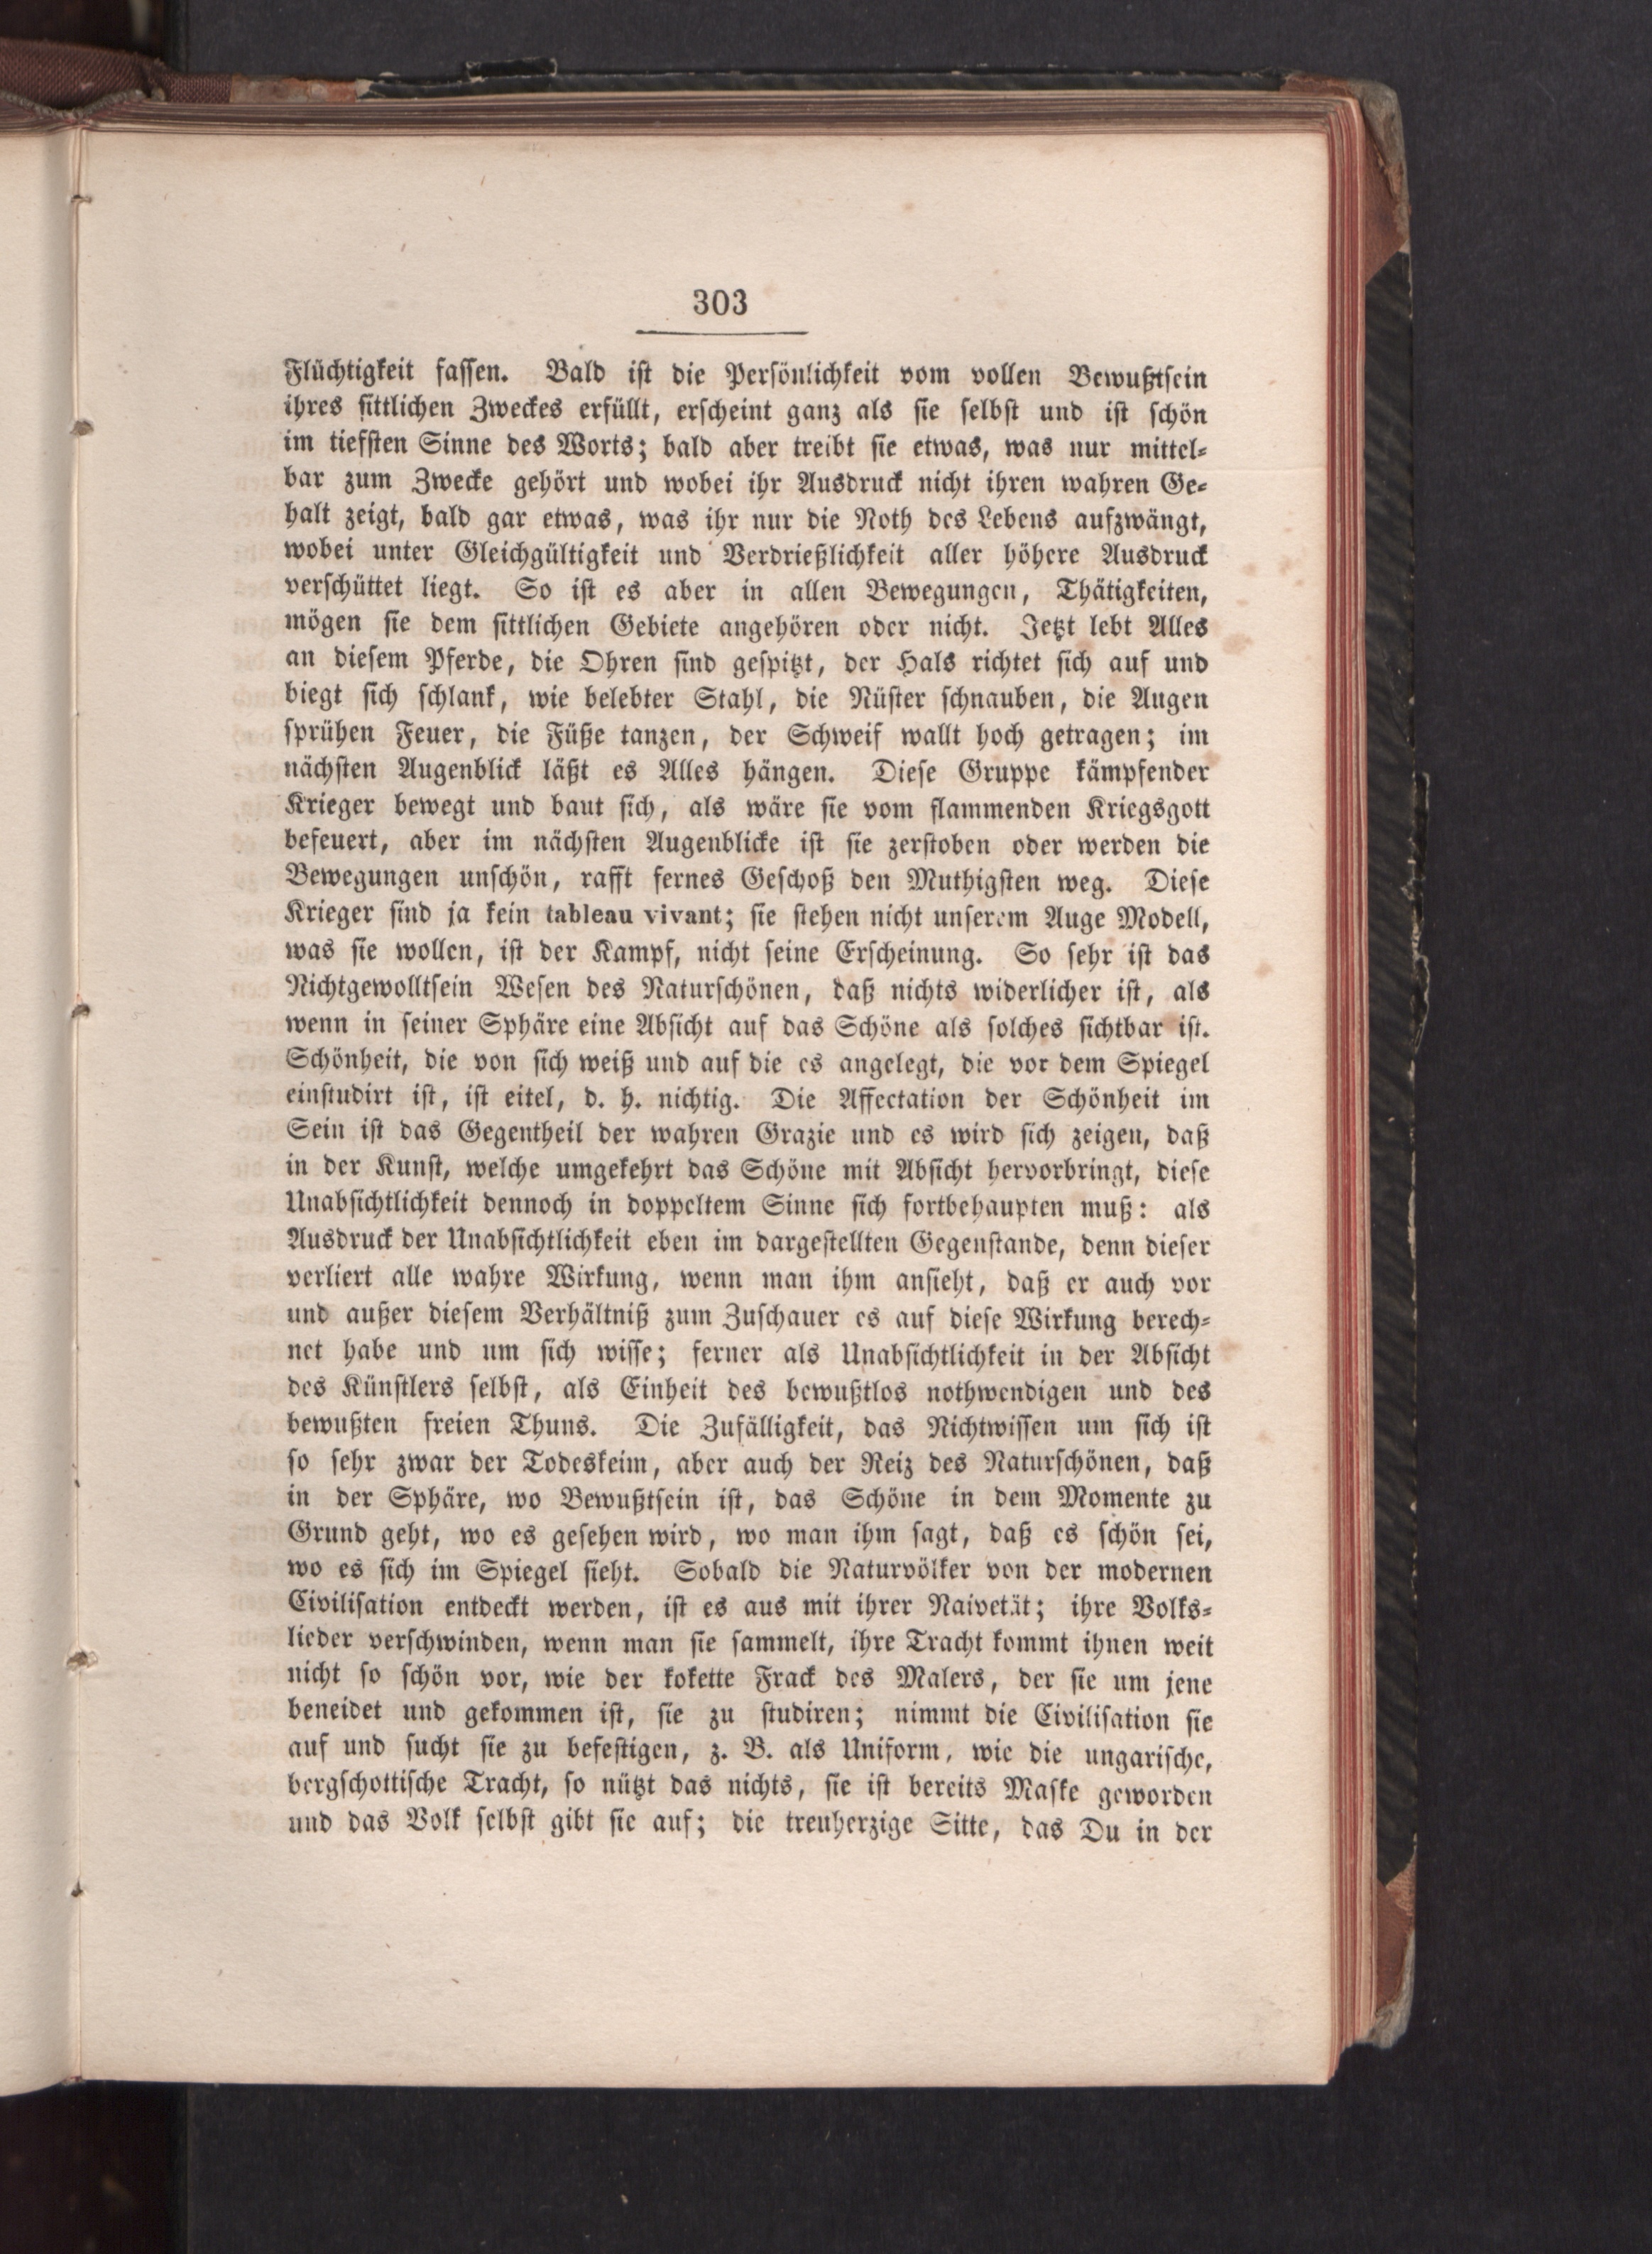 303
Flüchtigkeit fassen. Bald ist die Persönlichkeit vom vollen Bewußtsein
ihres sittlichen Zweckes erfüllt, erscheint ganz als sie selbst und ist schön
im tiefsten Sinne des Worts; bald aber treibt sie etwas, was nur mittel-
bar zum Zwecke gehört und wobei ihr Ausdruck nicht ihren wahren Ge-
halt zeigt, bald gar etwas, was ihr nur die Noth des Lebens aufzwängt,
wobei unter Gleichgültigkeit und Verdrießlichkeit aller höhere Ausdruck
verschüttet liegt. So ist es aber in allen Bewegungen, Thätigkeiten,
mögen sie dem sittlichen Gebiete angehören oder nicht. Jetzt lebt Alles
an diesem Pferde, die Ohren sind gespitzt, der Hals richtet sich auf und
biegt sich schlank, wie belebter Stahl, die Nüster schnauben, die Augen
sprühen Feuer, die Füße tanzen, der Schweif wallt hoch getragen; im
nächsten Augenblick läßt es Alles hängen. Diese Gruppe kämpfender
Krieger bewegt und baut sich, als wäre sie vom flammenden Kriegsgott
befeuert, aber im nächsten Augenblicke ist sie zerstoben oder werden die
Bewegungen unschön, rafft fernes Geschoß den Muthigsten weg. Diese
Krieger sind ja kein tableau vivant; sie stehen nicht unserem Auge Modell,
was sie wollen, ist der Kampf, nicht seine Erscheinung. So sehr ist das
Nichtgewolltsein Wesen des Naturschönen, daß nichts widerlicher ist, als
wenn in seiner Sphäre eine Absicht auf das Schöne als solches sichtbar ist.
Schönheit, die von sich weiß und auf die es angelegt, die vor dem Spiegel
einstudirt ist, ist eitel, d. h. nichtig. Die Affectation der Schönheit im
Sein ist das Gegentheil der wahren Grazie und es wird sich zeigen, daß
in der Kunst, welche umgekehrt das Schöne mit Absicht hervorbringt, diese
Unabsichtlichkeit dennoch in doppeltem Sinne sich fortbehaupten muß: als
Ausdruck der Unabsichtlichkeit eben im dargestellten Gegenstande, denn dieser
verliert alle wahre Wirkung, wenn man ihm ansieht, daß er auch vor
und außer diesem Verhältniß zum Zuschauer es auf diese Wirkung berech-
net habe und um sich wisse; ferner als Unabsichtlichkeit in der Absicht
des Künstlers selbst, als Einheit des bewußtlos nothwendigen und des
bewußten freien Thuns. Die Zufälligkeit, das Nichtwissen um sich ist
so sehr zwar der Todeskeim, aber auch der Reiz des Naturschönen, daß
in der Sphäre, wo Bewußtsein ist, das Schöne in dem Momente zu
Grund geht, wo es gesehen wird, wo man ihm sagt, daß es schön sei,
wo es sich im Spiegel sieht. Sobald die Naturvölker von der modernen
Civilisation entdeckt werden, ist es aus mit ihrer Naivetät; ihre Volks-
lieder verschwinden, wenn man sie sammelt, ihre Tracht kommt ihnen weit
nicht so schön vor, wie der kokette Frack des Malers, der sie um jene
beneidet und gekommen ist, sie zu studiren; nimmt die Civilisation sie
auf und sucht sie zu befestigen, z. B. als Uniform, wie die ungarische,
bergschottische Tracht, so nützt das nichts, sie ist bereits Maske geworden
und das Volk selbst gibt sie auf; die treuherzige Sitte, das Du in der